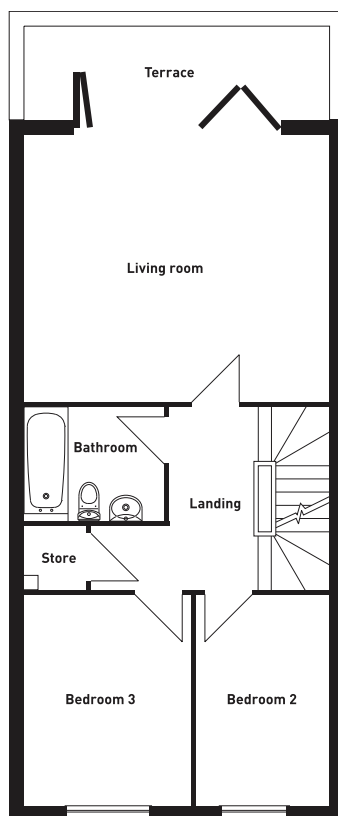 Terrace
Living room
Bathroom
Landing
Store
Bedroom 3
Bedroom 2